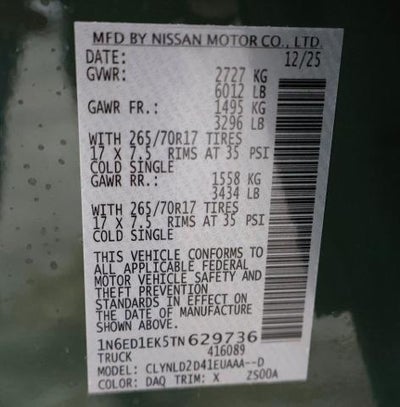 MFD BY NISSAN MOTOR CO., LTD.
DATE: 12/25
GVWR: 2727 KG
6012 LB
GAWR FR.: 1495 KG
3296 LB
WITH 265/70R17 TIRES
17 X 7.5 RIMS AT 35 PSI
COLD SINGLE
GAWR RR.: 1558 KG
3434 LB
WITH 265/70R17 TIRES
17 X 7.5 RIMS AT 35 PSI
COLD SINGLE
THIS VEHICLE CONFORMS TO
ALL APPLICABLE FEDERAL
MOTOR VEHICLE SAFETY AND
THEFT PREVENTION
STANDARDS IN EFFECT ON
THE DATE OF MANUFACTURE
SHOWN ABOVE.
1N6ED1EK5TN629736
TRUCK 416089
MODEL: CLYNLD2D41EUAAA--D
COLOR: DAQ TRIM: X ZS00A